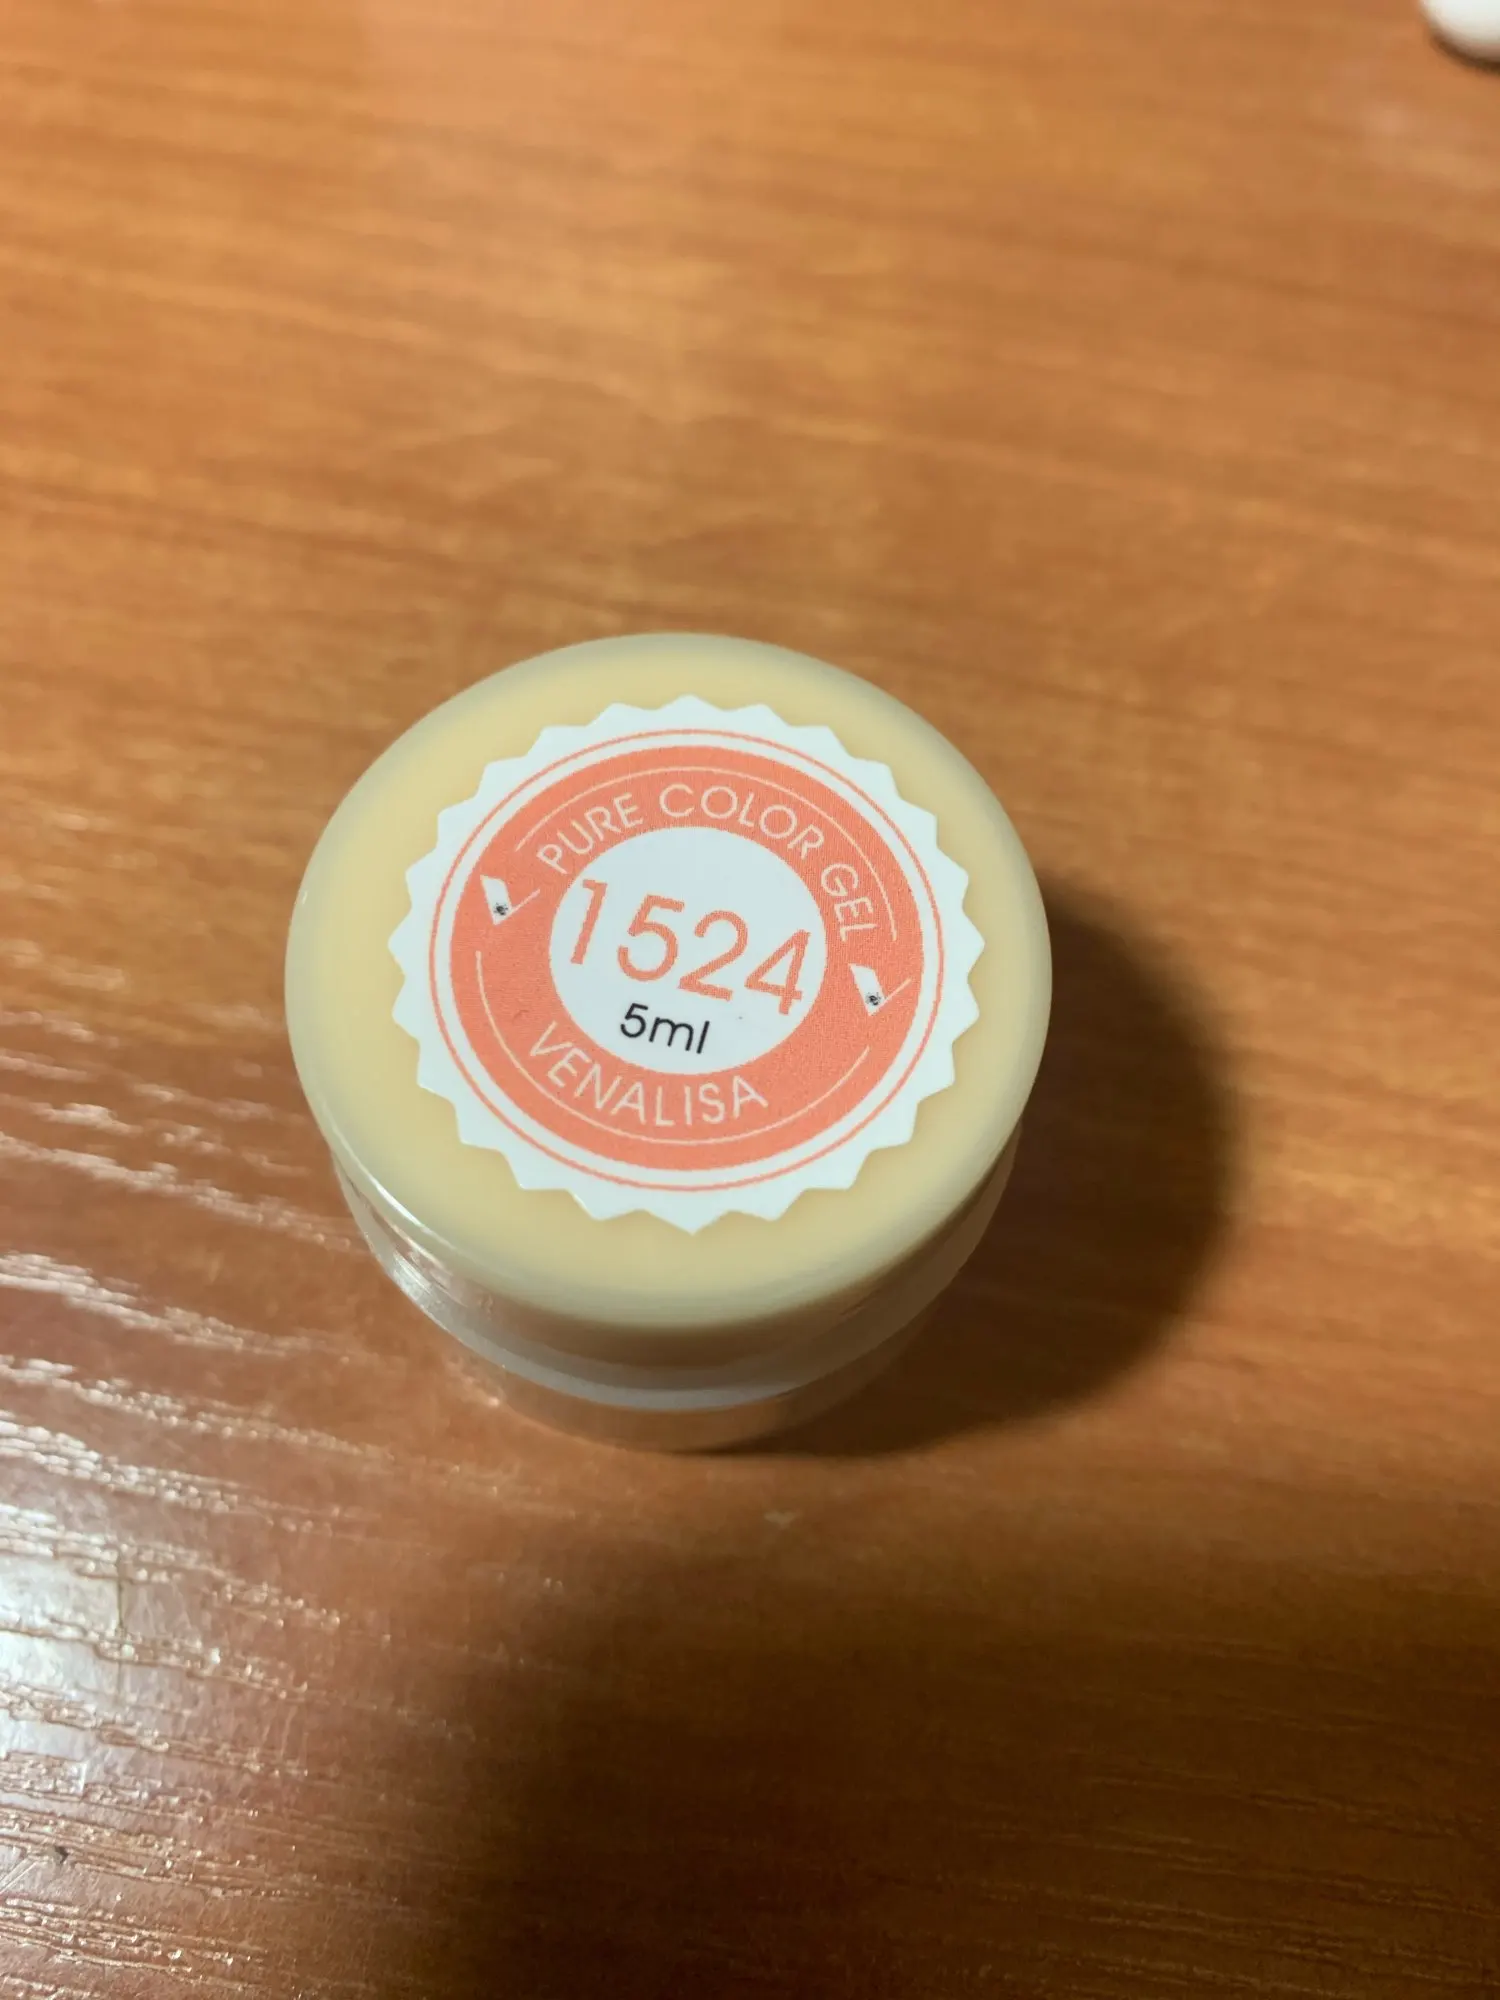 PURE COLOR GEL
1524
5ml
VENALISA